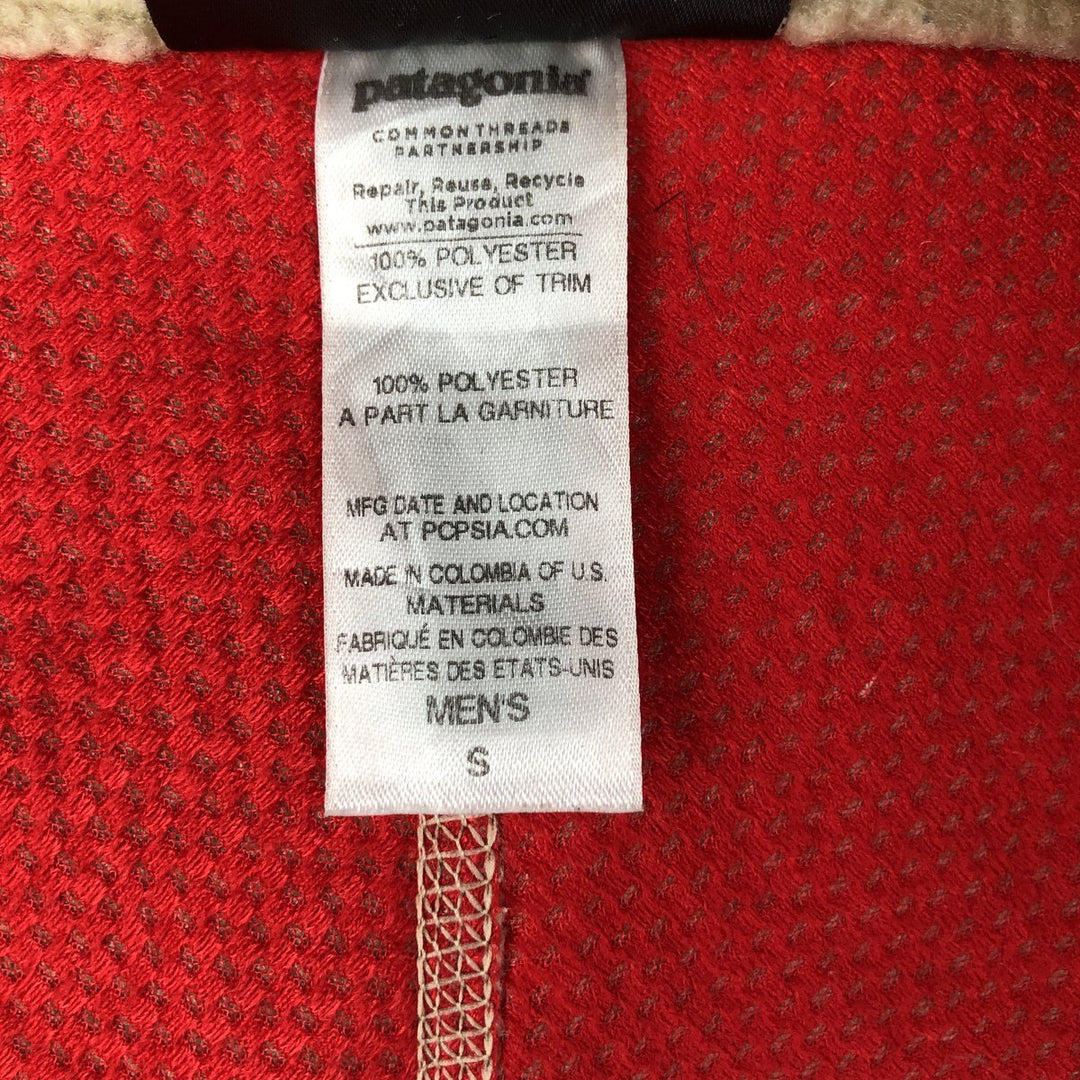 patagonia
COMMON THREADS
PARTNERSHIP
Repair, Reuse, Recycle
This Product
www.patagonia.com
100% POLYESTER
EXCLUSIVE OF TRIM
100% POLYESTER
A PART LA GARNITURE
MFG DATE AND LOCATION
AT PCPSIA.COM
MADE IN COLOMBIA OF U.S.
MATERIALS
FABRIQUÉ EN COLOMBIE DES
MATIÈRES DES ETATS-UNIS
MEN'S
S